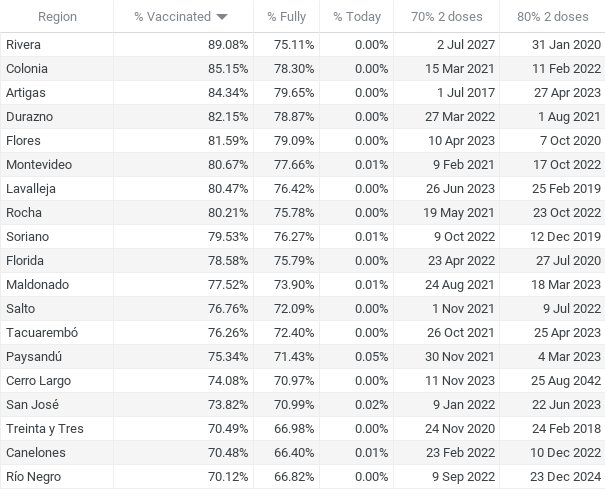 Region % Vaccinated % Fully % Today 70% 2 doses 80% 2 doses
Rivera 89.08% 75.11% 0.00% 2 Jul 2027 31 Jan 2020
Colonia 85.15% 78.30% 0.00% 15 Mar 2021 11 Feb 2022
Artigas 84.34% 79.65% 0.00% 1 Jul 2017 27 Apr 2023
Durazno 82.15% 78.87% 0.00% 27 Mar 2022 1 Aug 2021
Flores 81.59% 79.09% 0.00% 10 Apr 2023 7 Oct 2020
Montevideo 80.67% 77.66% 0.01% 9 Feb 2021 17 Oct 2022
Lavalleja 80.47% 76.42% 0.00% 26 Jun 2023 25 Feb 2019
Rocha 80.21% 75.78% 0.00% 19 May 2021 23 Oct 2022
Soriano 79.53% 76.27% 0.01% 9 Oct 2022 12 Dec 2019
Florida 78.58% 75.79% 0.00% 23 Apr 2022 27 Jul 2020
Maldonado 77.52% 73.90% 0.01% 24 Aug 2021 18 Mar 2023
Salto 76.76% 72.09% 0.00% 1 Nov 2021 9 Jul 2022
Tacuarembó 76.26% 72.40% 0.00% 26 Oct 2021 25 Apr 2023
Paysandú 75.34% 71.43% 0.05% 30 Nov 2021 4 Mar 2023
Cerro Largo 74.08% 70.97% 0.00% 11 Nov 2023 25 Aug 2042
San José 73.82% 70.99% 0.02% 9 Jan 2022 22 Jun 2023
Treinta y Tres 70.49% 66.98% 0.00% 24 Nov 2020 24 Feb 2018
Canelones 70.48% 66.40% 0.01% 23 Feb 2022 10 Dec 2022
Río Negro 70.12% 66.82% 0.00% 9 Sep 2022 23 Dec 2024